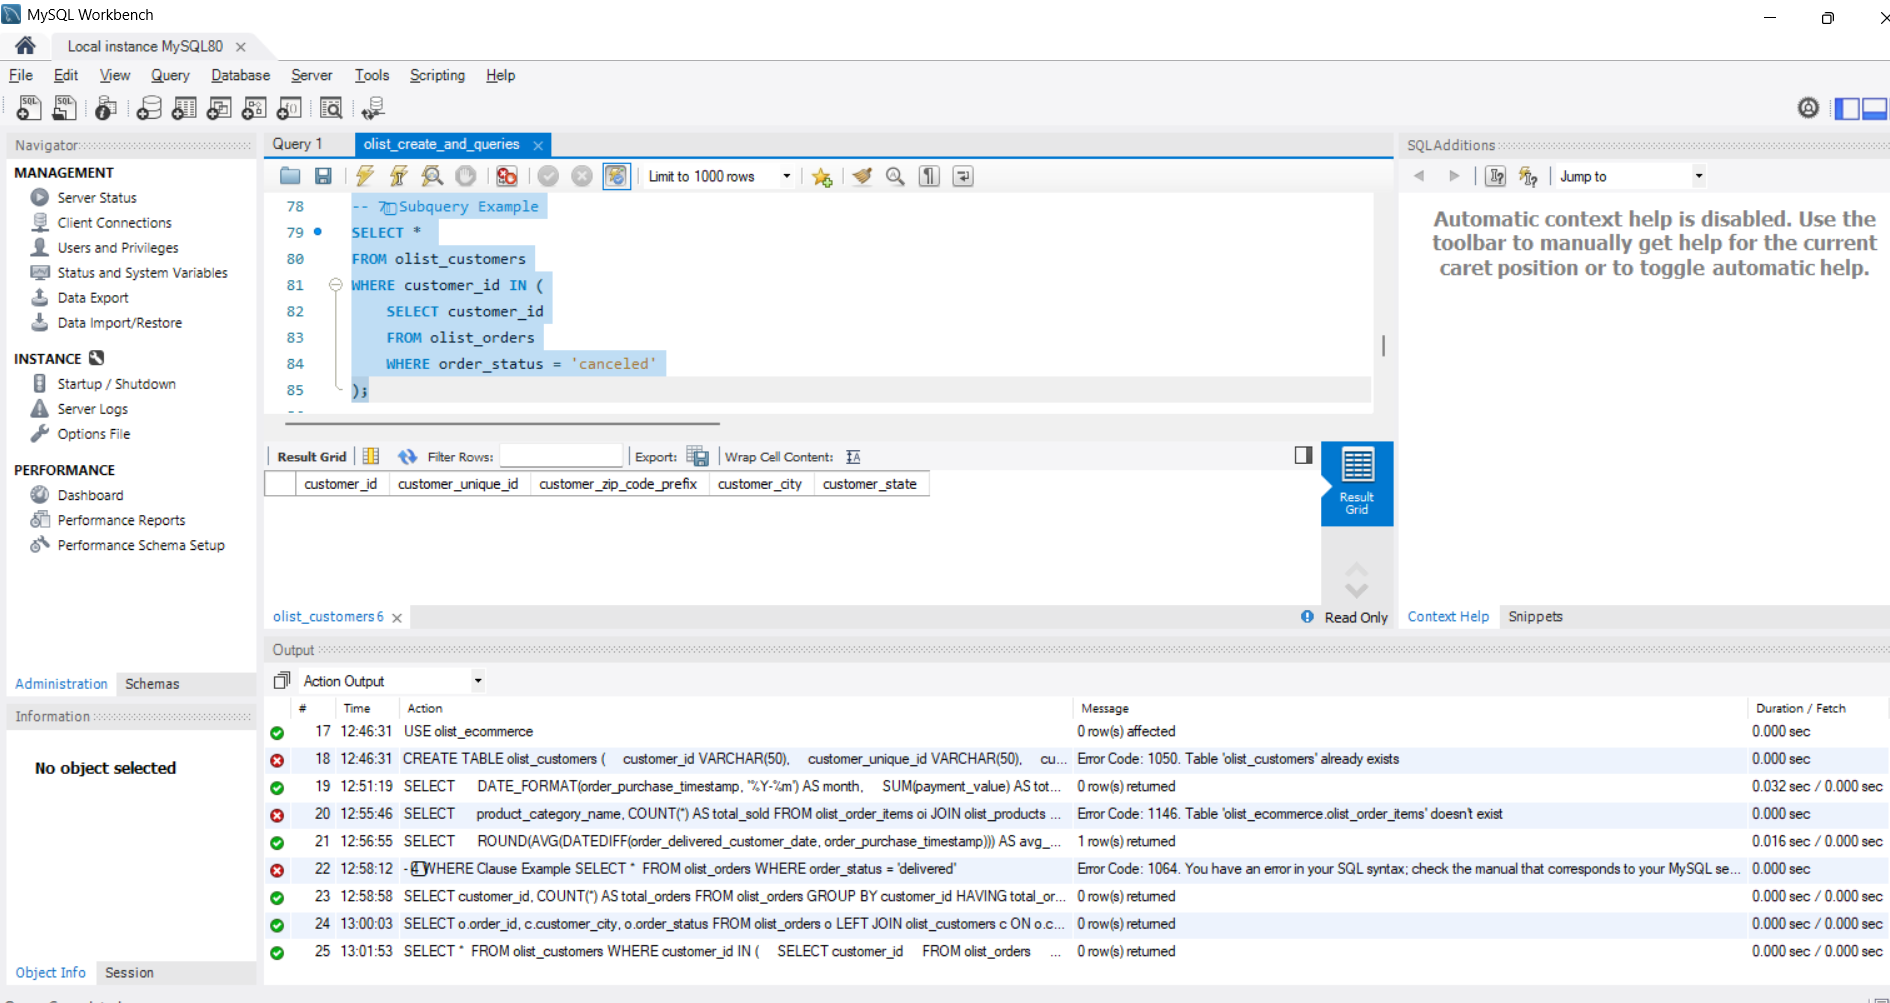 MySQL Workbench
Local instance MySQL80
File Edit View Query Database Server Tools Scripting Help
Navigator
MANAGEMENT
Server Status
Client Connections
Users and Privileges
Status and System Variables
Data Export
Data Import/Restore
INSTANCE
Startup / Shutdown
Server Logs
Options File
PERFORMANCE
Dashboard
Performance Reports
Performance Schema Setup
Administration Schemas
Information
No object selected
Object Info Session
Query 1 olist_create_and_queries
Limit to 1000 rows
78 -- 7 Subquery Example
79 SELECT *
80 FROM olist_customers
81 WHERE customer_id IN (
82 SELECT customer_id
83 FROM olist_orders
84 WHERE order_status = 'canceled'
85 );
Result Grid Filter Rows: Export: Wrap Cell Content:
customer_id customer_unique_id customer_zip_code_prefix customer_city customer_state
Result
Grid
olist_customers 6
Read Only
SQLAdditions
Jump to
Automatic context help is disabled. Use the
toolbar to manually get help for the current
caret position or to toggle automatic help.
Context Help Snippets
Output
Action Output
# Time Action Message Duration / Fetch
17 12:46:31 USE olist_ecommerce 0 row(s) affected 0.000 sec
18 12:46:31 CREATE TABLE olist_customers ( customer_id VARCHAR(50), customer_unique_id VARCHAR(50), cu... Error Code: 1050. Table 'olist_customers' already exists 0.000 sec
19 12:51:19 SELECT DATE_FORMAT(order_purchase_timestamp, '%Y-%m') AS month, SUM(payment_value) AS tot... 0 row(s) returned 0.032 sec / 0.000 sec
20 12:55:46 SELECT product_category_name, COUNT(*) AS total_sold FROM olist_order_items oi JOIN olist_products ... Error Code: 1146. Table 'olist_ecommerce.olist_order_items' doesn't exist 0.000 sec
21 12:56:55 SELECT ROUND(AVG(DATEDIFF(order_delivered_customer_date, order_purchase_timestamp))) AS avg_... 1 row(s) returned 0.016 sec / 0.000 sec
22 12:58:12 -4 WHERE Clause Example SELECT * FROM olist_orders WHERE order_status = 'delivered' Error Code: 1064. You have an error in your SQL syntax; check the manual that corresponds to your MySQL se... 0.000 sec
23 12:58:58 SELECT customer_id, COUNT(*) AS total_orders FROM olist_orders GROUP BY customer_id HAVING total_or... 0 row(s) returned 0.000 sec / 0.000 sec
24 13:00:03 SELECT o.order_id, c.customer_city, o.order_status FROM olist_orders o LEFT JOIN olist_customers c ON o.c... 0 row(s) returned 0.000 sec / 0.000 sec
25 13:01:53 SELECT * FROM olist_customers WHERE customer_id IN ( SELECT customer_id FROM olist_orders ... 0 row(s) returned 0.000 sec / 0.000 sec